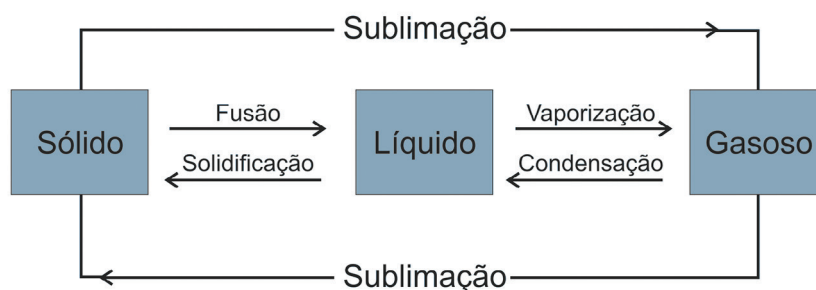 Sublimação
Fusão
Vaporização
Sólido
Líquido
Gasoso
Solidificação
Condensação
Sublimação